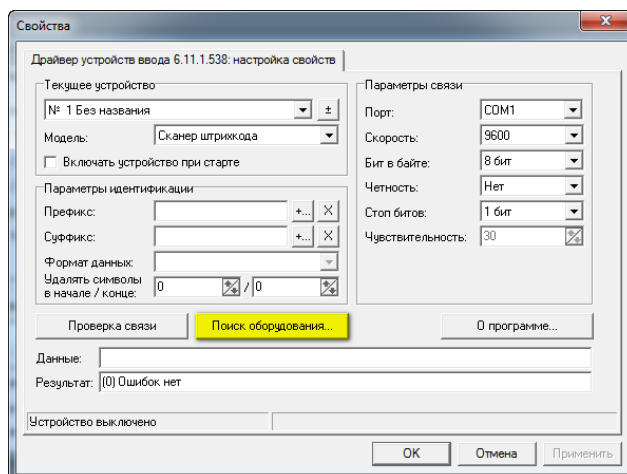 Свойства
Драйвер устройств ввода 6.11.1.538: настройка свойств
Текущее устройство
№ 1 Без названия
±
Модель:
Сканер штрихкода
Включать устройство при старте
Параметры идентификации
Префикс:
+...
X
Суффикс:
+...
X
Формат данных:
Удалять символы
в начале / конце:
0
/
0
Параметры связи
Порт:
COM1
Скорость:
9600
Бит в байте:
8 бит
Четность:
Нет
Стоп битов:
1 бит
Чувствительность:
30
Проверка связи
Поиск оборудования...
О программе...
Данные:
Результат:
(0) Ошибок нет
Устройство выключено
OK
Отмена
Применить